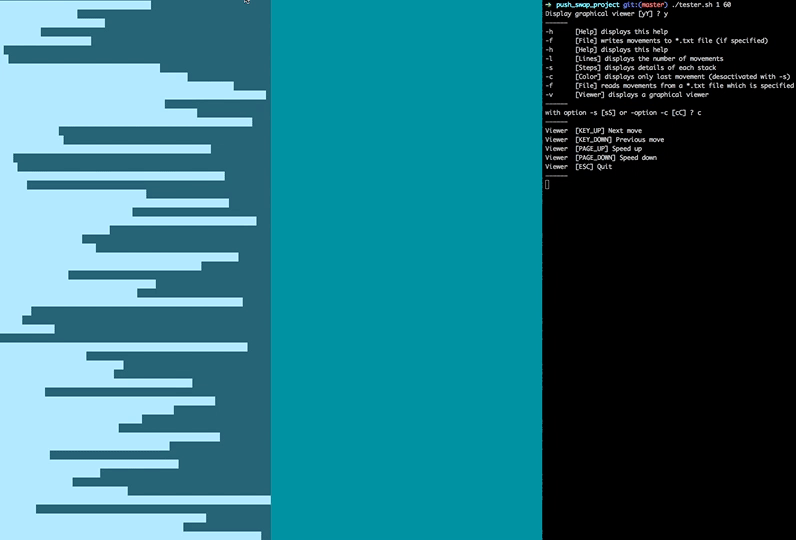 ➜ push_swap_project git:(master) ./tester.sh 1 60
Display graphical viewer [yY] ? y
------
-h [Help] displays this help
-f [File] writes movements to *.txt file (if specified)
-h [Help] displays this help
-l [Lines] displays the number of movements
-s [Steps] displays details of each stack
-c [Color] displays only last movement (desactivated with -s)
-f [File] reads movements from a *.txt file which is specified
-v [Viewer] displays a graphical viewer
------
with option -s [sS] or -option -c [cC] ? c
------
Viewer [KEY_UP] Next move
Viewer [KEY_DOWN] Previous move
Viewer [PAGE_UP] Speed up
Viewer [PAGE_DOWN] Speed down
Viewer [ESC] Quit
------